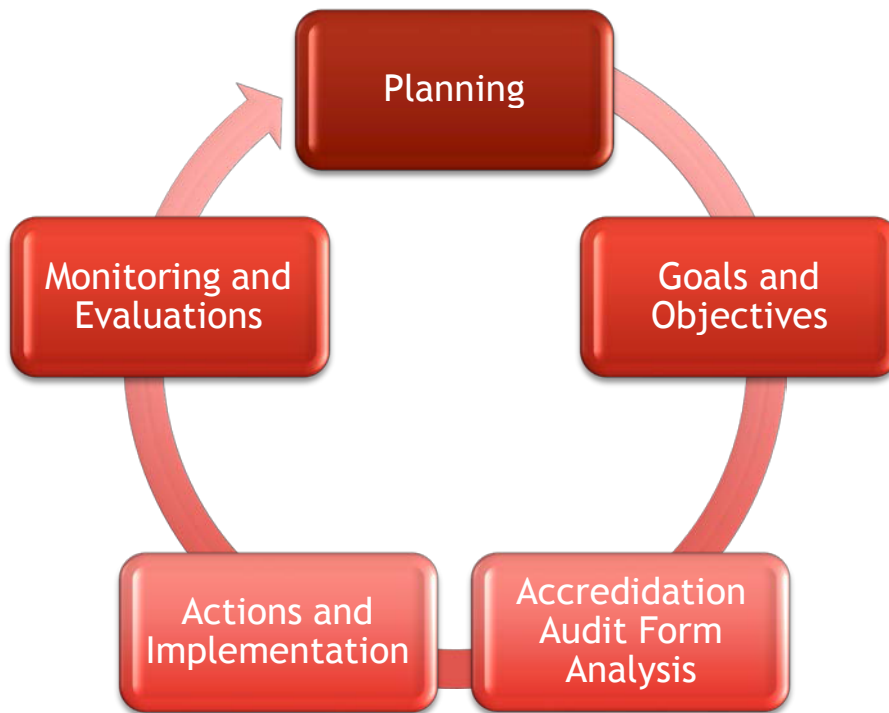 Planning
Goals and
Objectives
Accredidation
Audit Form
Analysis
Actions and
Implementation
Monitoring and
Evaluations